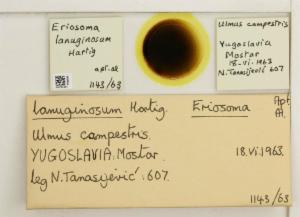 Eriosoma
lanuginosum
Hartig
apt. al.
1143/63
Ulmus campestris
Yugoslavia
Mostar
18-vi-1963
N.Tanasijević 607
lanuginosum Hartig. Eriosoma Apt.
Al.
Ulmus campestris.
YUGOSLAVIA: Mostar. 18.VI.1963.
leg N.Tanasijević: 607.
1143/63